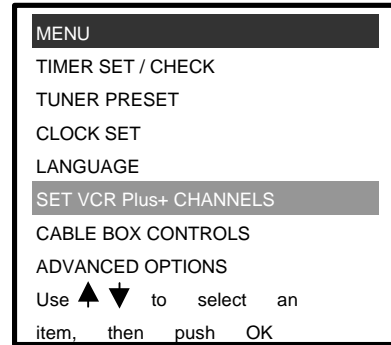 MENU
TIMER SET / CHECK
TUNER PRESET
CLOCK SET
LANGUAGE
SET VCR Plus+ CHANNELS
CABLE BOX CONTROLS
ADVANCED OPTIONS
Use ▲ ▼ to select an
item, then push OK